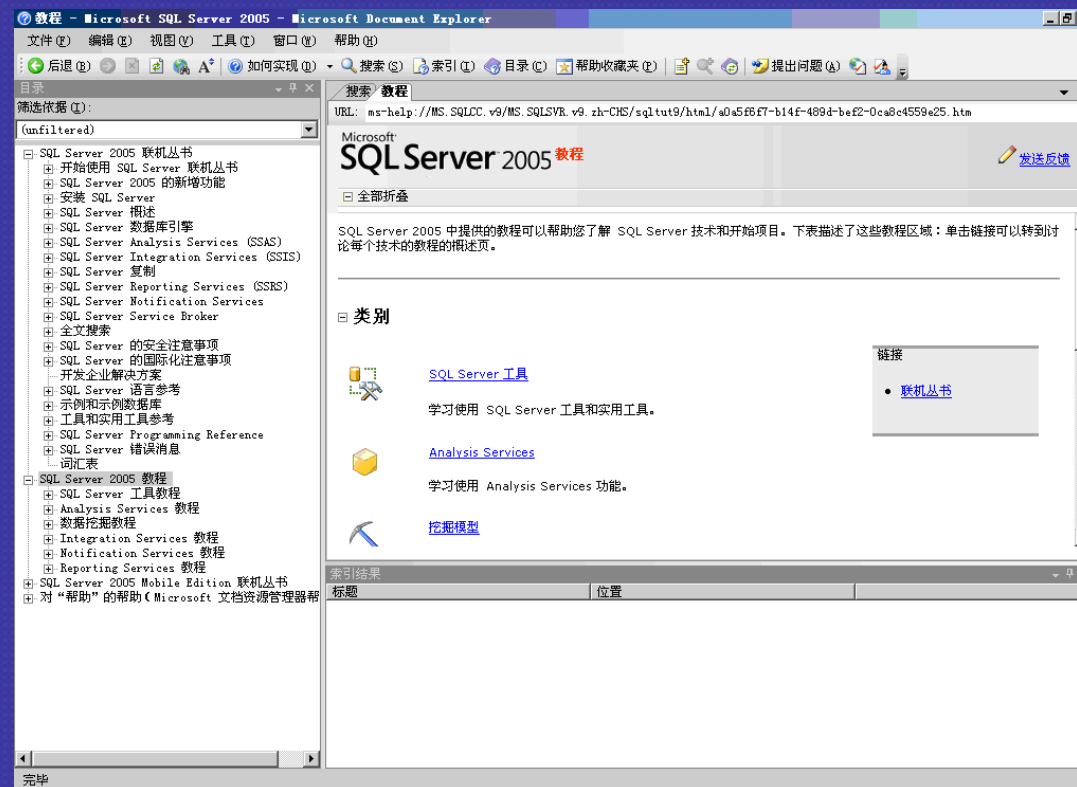 教程 - Microsoft SQL Server 2005 - Microsoft Document Explorer
文件(F) 编辑(E) 视图(V) 工具(T) 窗口(W) 帮助(H)
后退(B) 如何实现(D) 搜索(S) 索引(I) 目录(C) 帮助收藏夹(P) 提出问题(A)
目录
筛选依据(I):
(unfiltered)
SQL Server 2005 联机丛书
开始使用 SQL Server 联机丛书
SQL Server 2005 的新增功能
安装 SQL Server
SQL Server 概述
SQL Server 数据库引擎
SQL Server Analysis Services (SSAS)
SQL Server Integration Services (SSIS)
SQL Server 复制
SQL Server Reporting Services (SSRS)
SQL Server Notification Services
SQL Server Service Broker
全文搜索
SQL Server 的安全注意事项
SQL Server 的国际化注意事项
开发企业解决方案
SQL Server 语言参考
示例和示例数据库
工具和实用工具参考
SQL Server Programming Reference
SQL Server 错误消息
词汇表
SQL Server 2005 教程
SQL Server 工具教程
Analysis Services 教程
数据挖掘教程
Integration Services 教程
Notification Services 教程
Reporting Services 教程
SQL Server 2005 Mobile Edition 联机丛书
对“帮助”的帮助(Microsoft 文档资源管理器帮
搜索 教程
URL: ms-help://MS.SQLCC.v9/MS.SQLSVR.v9.zh-CHS/sqltut9/html/a0a5f6f7-b14f-489d-bef2-0ca8c4559e25.htm
Microsoft
SQL Server 2005 教程
发送反馈
全部折叠
SQL Server 2005 中提供的教程可以帮助您了解 SQL Server 技术和开始项目。下表描述了这些教程区域：单击链接可以转到讨
论每个技术的教程的概述页。
类别
SQL Server 工具
学习使用 SQL Server 工具和实用工具。
Analysis Services
学习使用 Analysis Services 功能。
挖掘模型
链接
联机丛书
索引结果
标题 位置
完毕